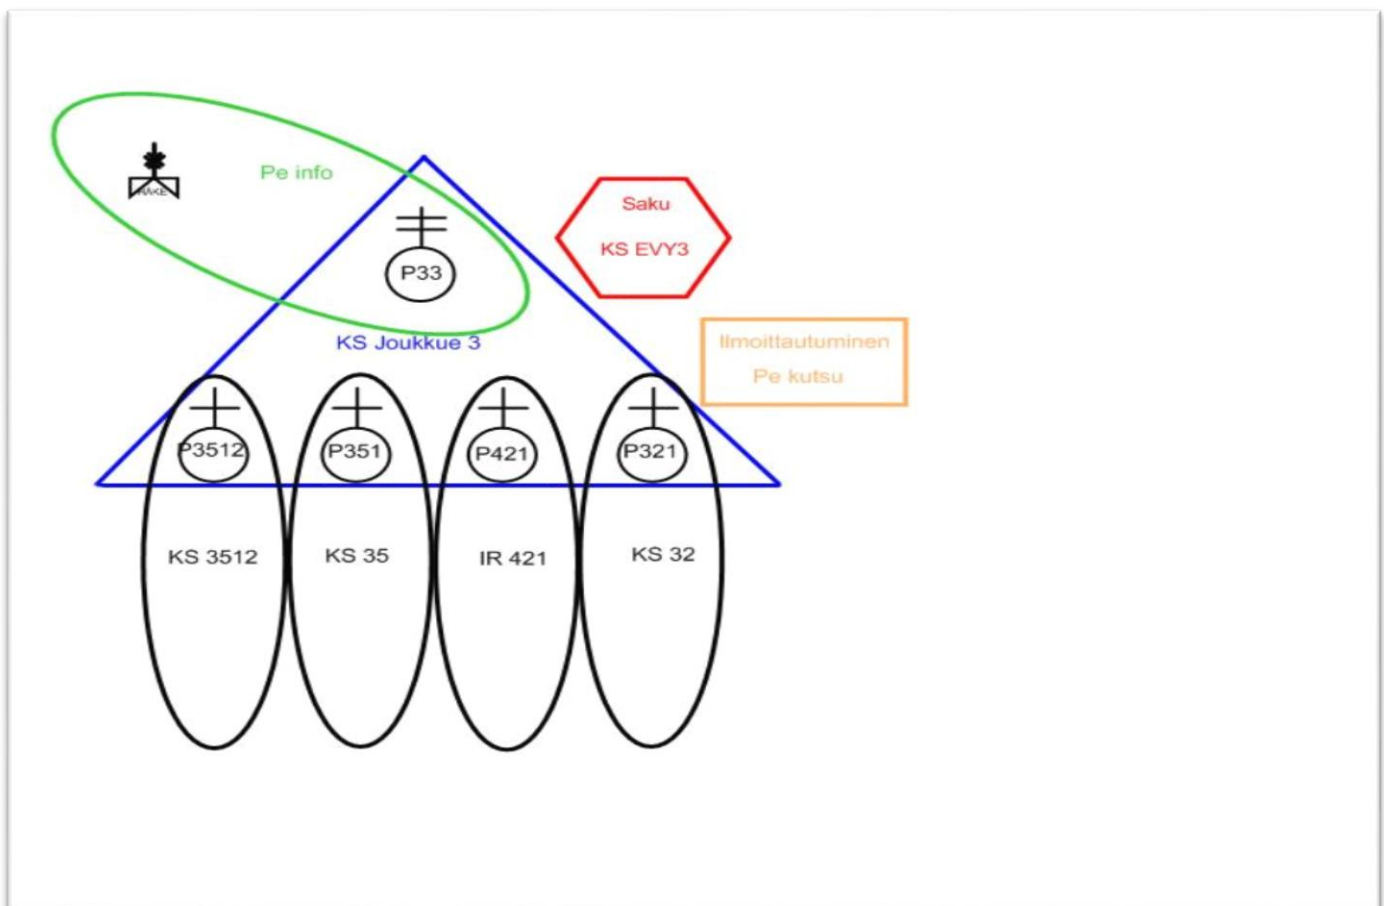 HÄKE
Pe info
P33
Saku
KS EVY3
KS Joukkue 3
Ilmoittautuminen
Pe kutsu
P3512
P351
P421
P321
KS 3512
KS 35
IR 421
KS 32